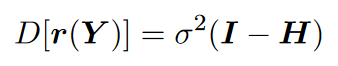 D[r(Y)] = σ²(I − H)